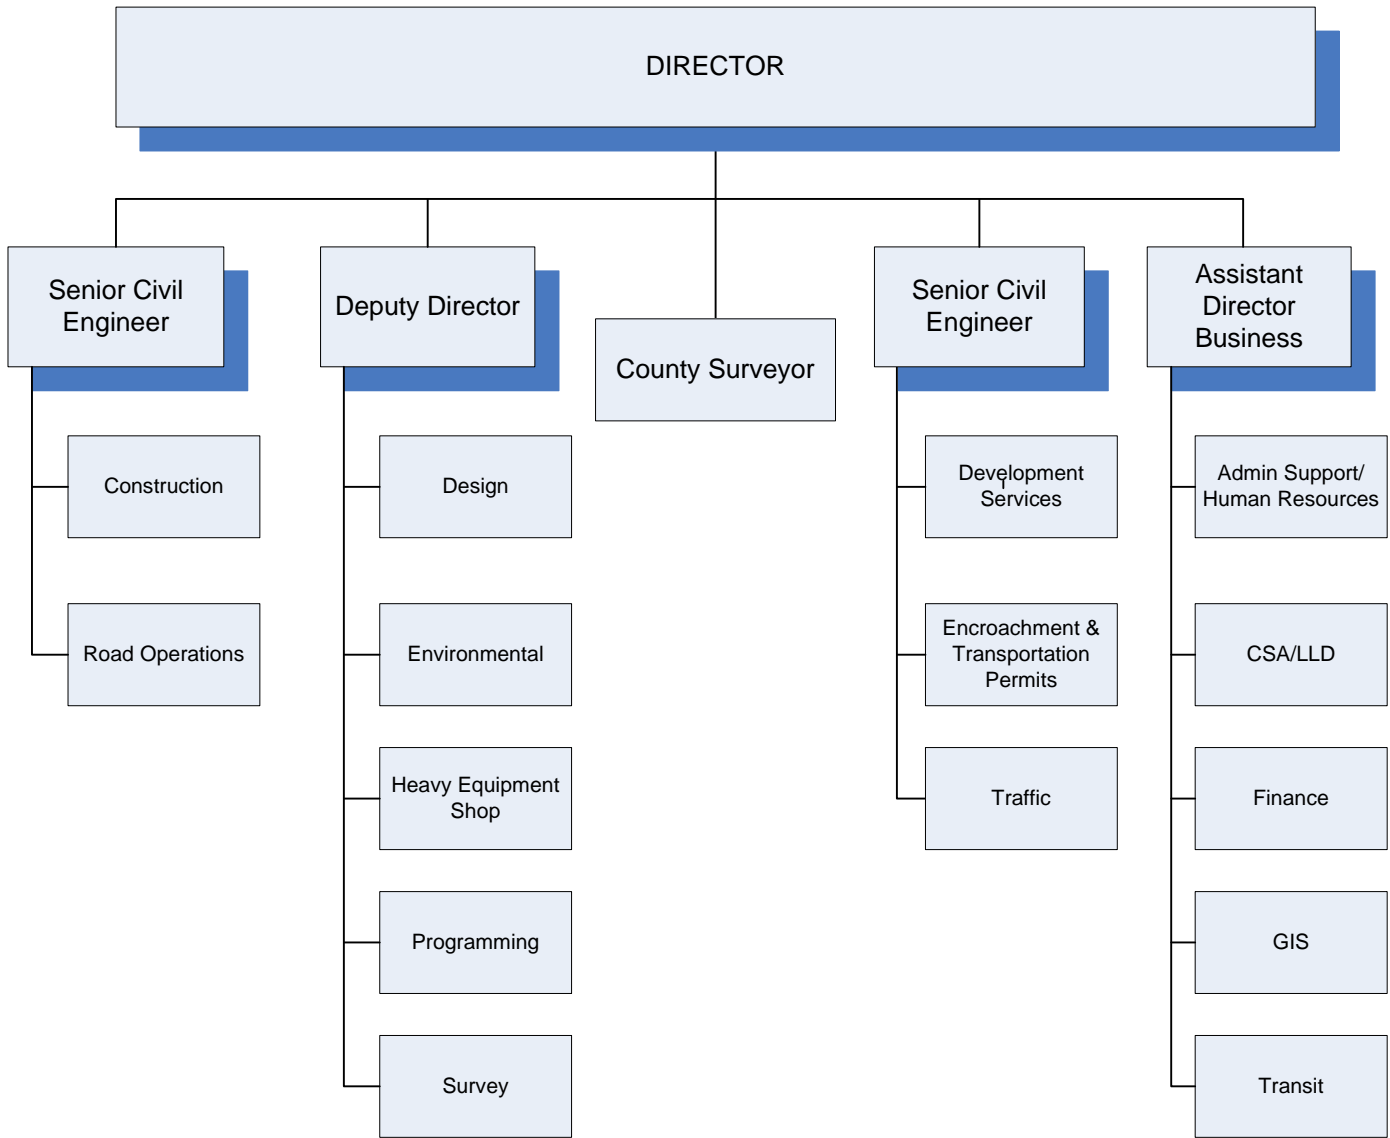 DIRECTOR
Senior Civil
Engineer
Deputy Director
County Surveyor
Senior Civil
Engineer
Assistant
Director
Business
Construction
Road Operations
Design
Environmental
Heavy Equipment
Shop
Programming
Survey
Development
Services
Encroachment &
Transportation
Permits
Traffic
Admin Support/
Human Resources
CSA/LLD
Finance
GIS
Transit